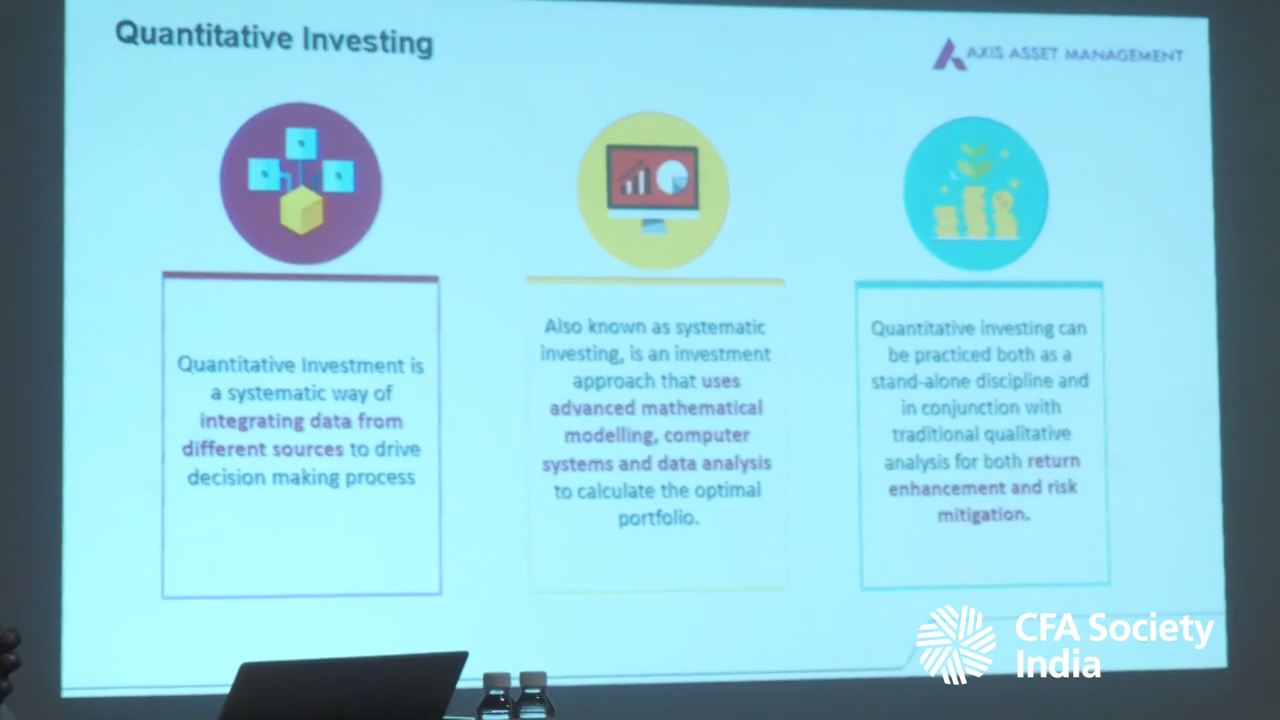 Quantitative Investing
AXIS ASSET MANAGEMENT
Quantitative Investment is
a systematic way of
integrating data from
different sources to drive
decision making process
Also known as systematic
investing, is an investment
approach that uses
advanced mathematical
modelling, computer
systems and data analysis
to calculate the optimal
portfolio.
Quantitative investing can
be practiced both as a
stand-alone discipline and
in conjunction with
traditional qualitative
analysis for both return
enhancement and risk
mitigation.
CFA Society
India